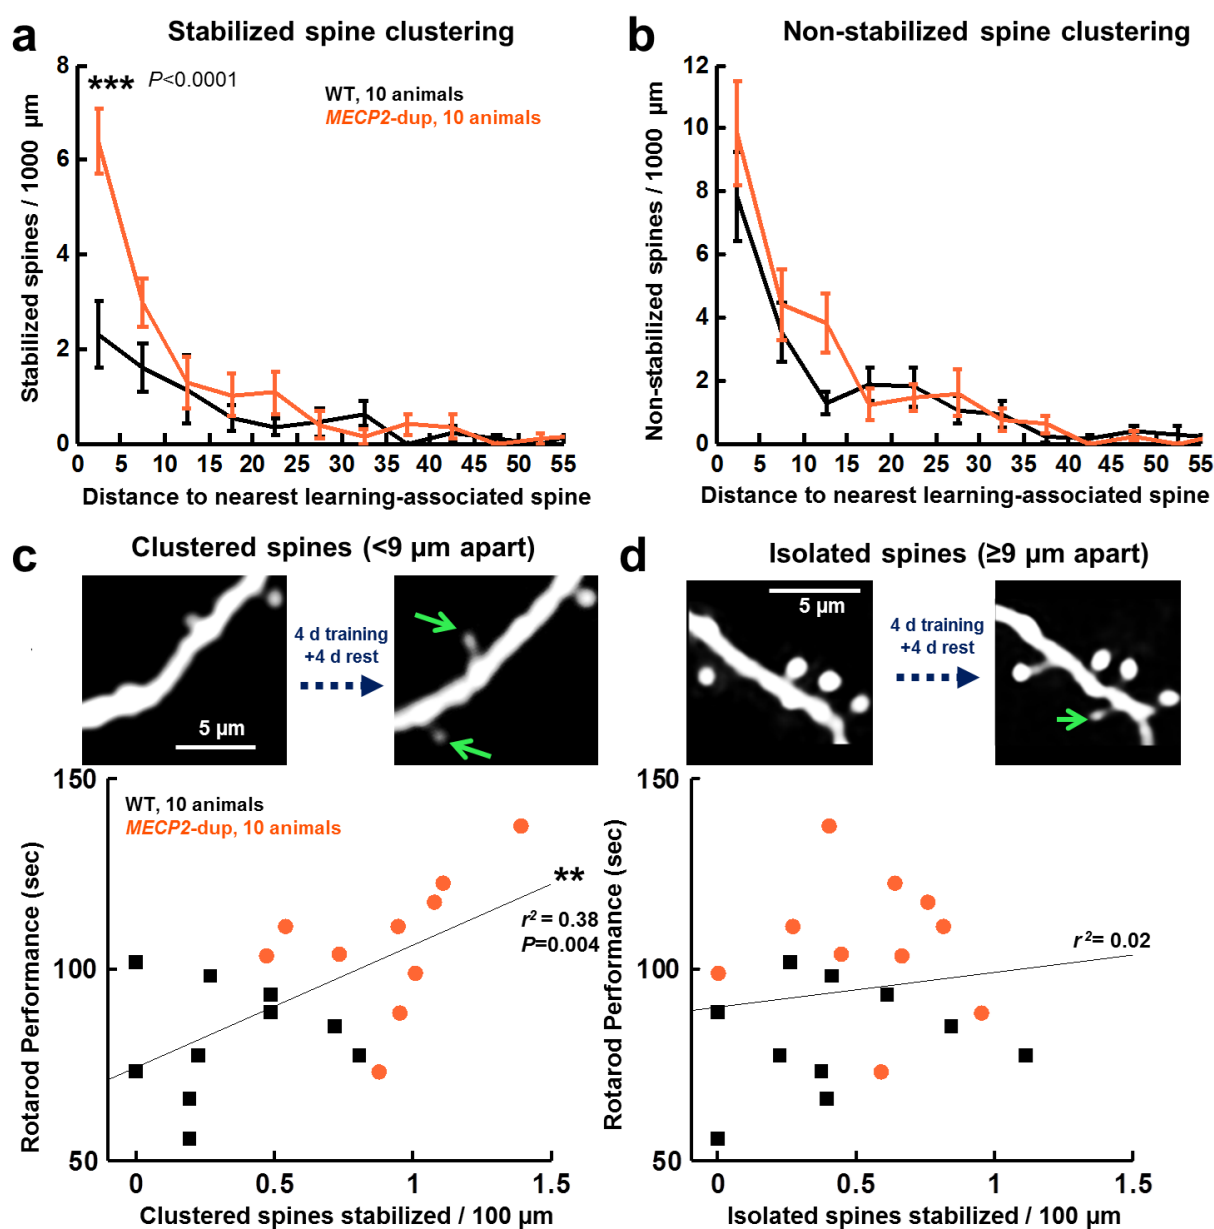 a
Stabilized spine clustering
8
6
4
2
0
Stabilized spines / 1000 µm
*** P<0.0001
WT, 10 animals
MECP2-dup, 10 animals
0 5 10 15 20 25 30 35 40 45 50 55
Distance to nearest learning-associated spine
b
Non-stabilized spine clustering
12
10
8
6
4
2
0
Non-stabilized spines / 1000 µm
0 5 10 15 20 25 30 35 40 45 50 55
Distance to nearest learning-associated spine
c
Clustered spines (<9 µm apart)
4 d training
+4 d rest
5 µm
150
100
50
Rotarod Performance (sec)
WT, 10 animals
MECP2-dup, 10 animals
**
r² = 0.38
P=0.004
0 0.5 1 1.5
Clustered spines stabilized / 100 µm
d
Isolated spines (≥9 µm apart)
5 µm
4 d training
+4 d rest
150
100
50
Rotarod Performance (sec)
r²= 0.02
0 0.5 1 1.5
Isolated spines stabilized / 100 µm